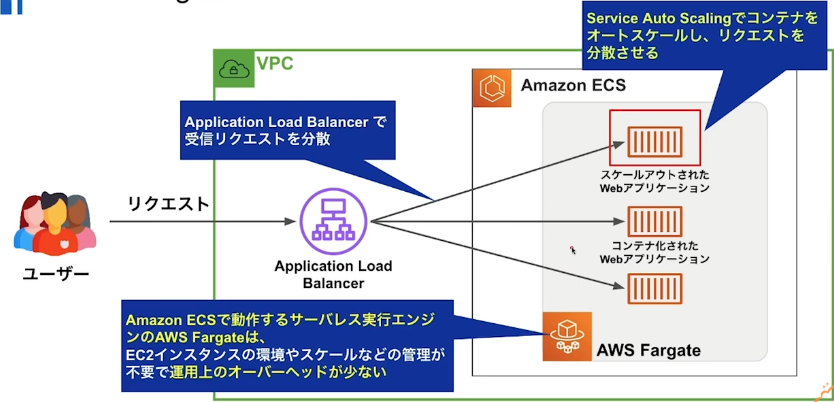 Service Auto Scalingでコンテナを
オートスケールし、リクエストを
分散させる
VPC
Amazon ECS
Application Load Balancer で
受信リクエストを分散
スケールアウトされた
Webアプリケーション
リクエスト
コンテナ化された
Webアプリケーション
ユーザー
Application Load
Balancer
Amazon ECSで動作するサーバレス実行エンジ
ンのAWS Fargateは、
EC2インスタンスの環境やスケールなどの管理が
不要で運用上のオーバーヘッドが少ない
AWS Fargate